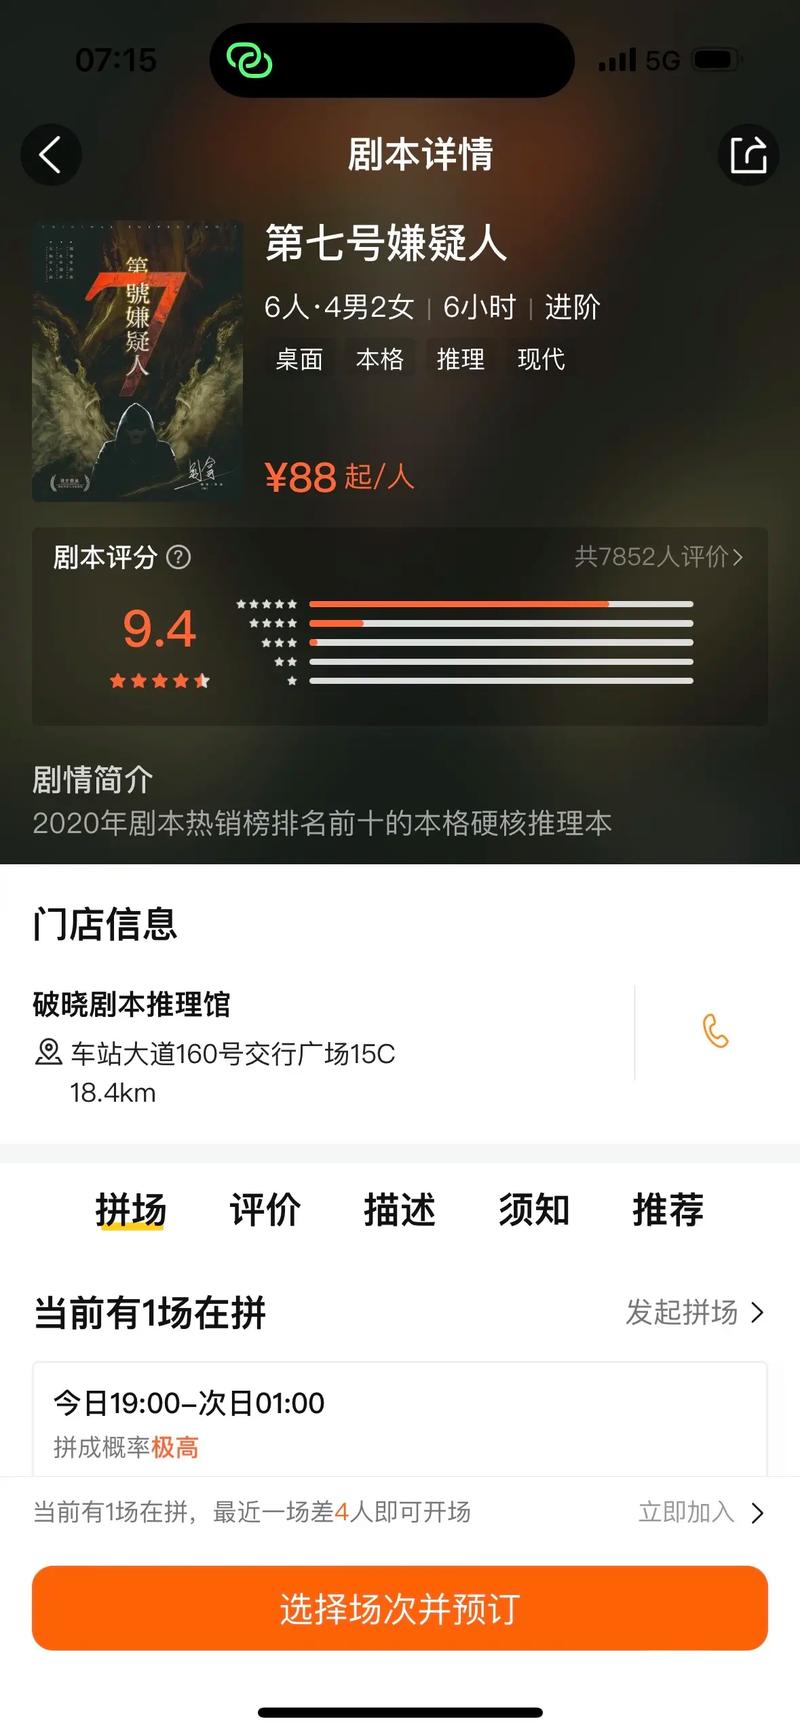 07:15
5G
剧本详情
第七号嫌疑人
第
7
號
嫌
疑
人
6人·4男2女 | 6小时 | 进阶
桌面 本格 推理 现代
¥88起/人
剧本评分 ?
共7852人评价>
9.4
剧情简介
2020年剧本热销榜排名前十的本格硬核推理本
门店信息
破晓剧本推理馆
车站大道160号交行广场15C
18.4km
拼场 评价 描述 须知 推荐
当前有1场在拼
发起拼场 >
今日19:00-次日01:00
拼成概率极高
当前有1场在拼，最近一场差4人即可开场
立即加入 >
选择场次并预订